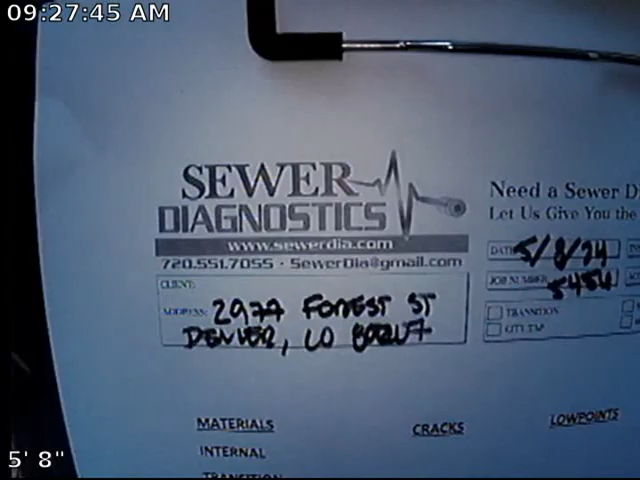 09:27:45 AM
SEWER
DIAGNOSTICS
www.sewerdia.com
720.551.7055 · SewerDia@gmail.com
Need a Sewer
Let Us Give You the
DATE 5/8/24
JOB NUMBER 5454
CLIENT:
ADDRESS: 2977 FOREST ST
DENVER, CO 80207
TRANSITION
CITY TAP
MATERIALS
CRACKS
LOWPOINTS
INTERNAL
TRANSITION
5' 8"